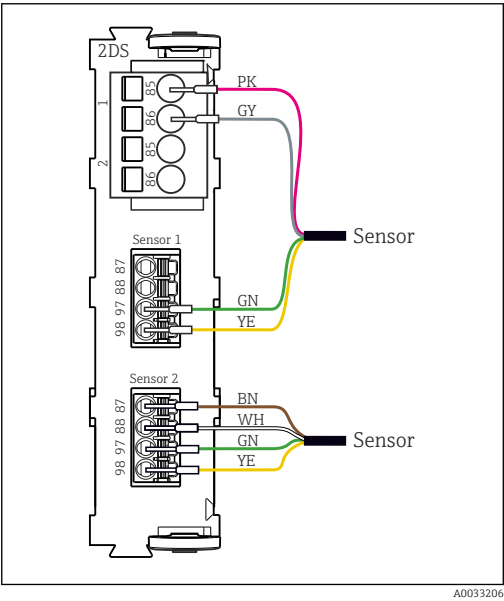 2DS
1
85
86
2
85
86
PK
GY
Sensor
Sensor 1
87
88
97
98
GN
YE
Sensor 2
87
88
97
98
BN
WH
GN
YE
Sensor
A0033206